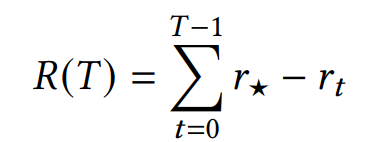 R(T) = \sum_{t=0}^{T-1} r_\star - r_t